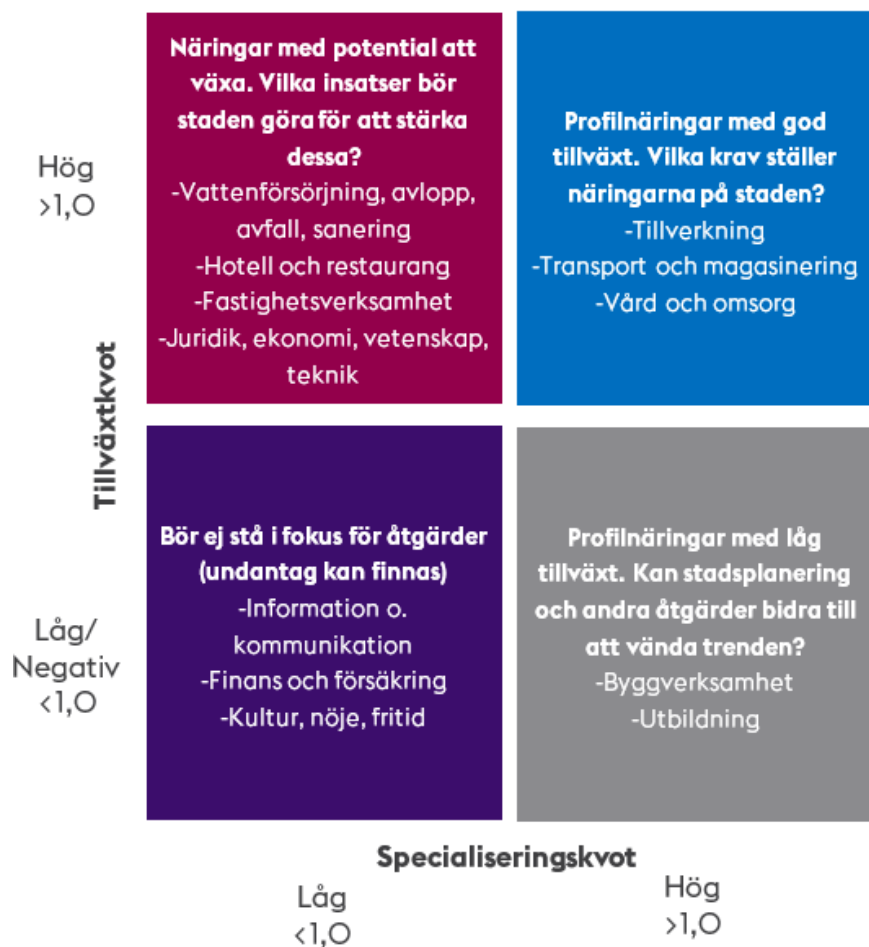 Näringar med potential att
växa. Vilka insatser bör
staden göra för att stärka
dessa?
-Vattenförsörjning, avlopp,
avfall, sanering
-Hotell och restaurang
-Fastighetsverksamhet
-Juridik, ekonomi, vetenskap,
teknik
Profilnäringar med god
tillväxt. Vilka krav ställer
näringarna på staden?
-Tillverkning
-Transport och magasinering
-Vård och omsorg
Hög
>1,0
Tillväxtkvot
Låg/
Negativ
<1,0
Bör ej stå i fokus för åtgärder
(undantag kan finnas)
-Information o.
kommunikation
-Finans och försäkring
-Kultur, nöje, fritid
Profilnäringar med låg
tillväxt. Kan stadsplanering
och andra åtgärder bidra till
att vända trenden?
-Byggverksamhet
-Utbildning
Specialiseringskvot
Låg
<1,0
Hög
>1,0